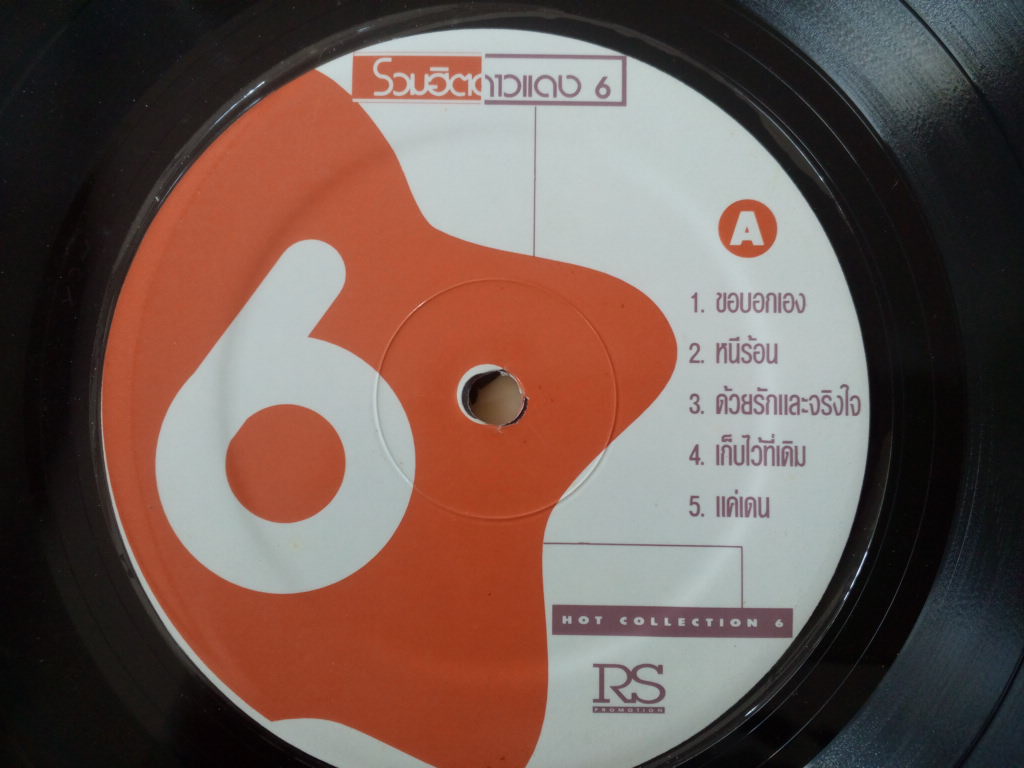 รวมฮิตดาวแดง 6
A
1. ขอบอกเอง
2. หนีร้อน
3. ด้วยรักและจริงใจ
4. เก็บไว้ที่เดิม
5. แค่เดน
6
HOT COLLECTION 6
RS
PROMOTION